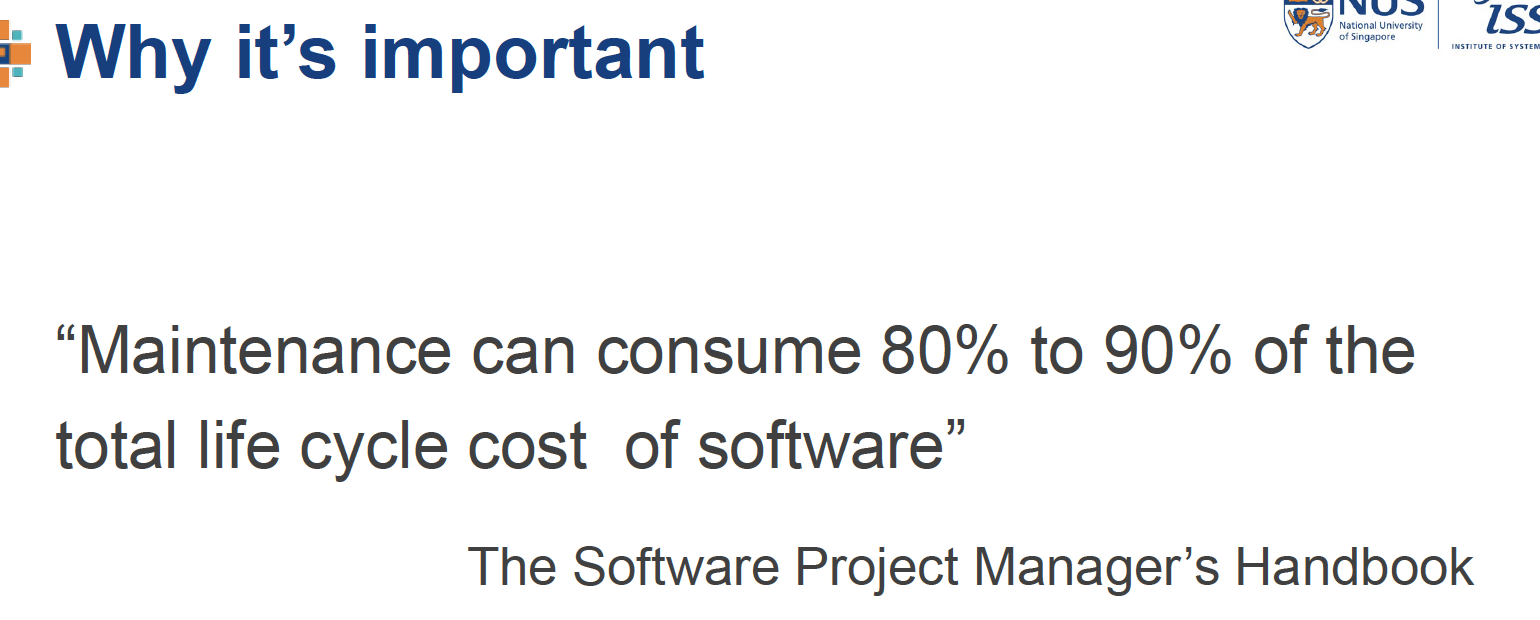 Why it’s important
NUS
National University
of Singapore
iss
INSTITUTE OF SYSTEM
“Maintenance can consume 80% to 90% of the
total life cycle cost  of software”
The Software Project Manager’s Handbook